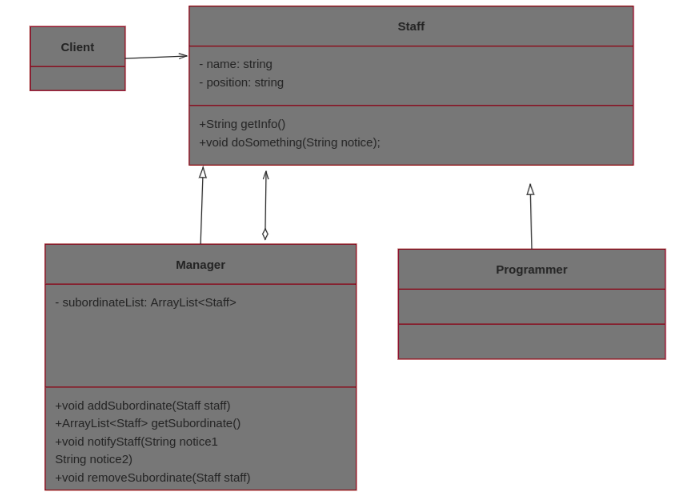 Client
Staff
- name: string
- position: string
+String getInfo()
+void doSomething(String notice);
Manager
- subordinateList: ArrayList<Staff>
+void addSubordinate(Staff staff)
+ArrayList<Staff> getSubordinate()
+void notifyStaff(String notice1
String notice2)
+void removeSubordinate(Staff staff)
Programmer